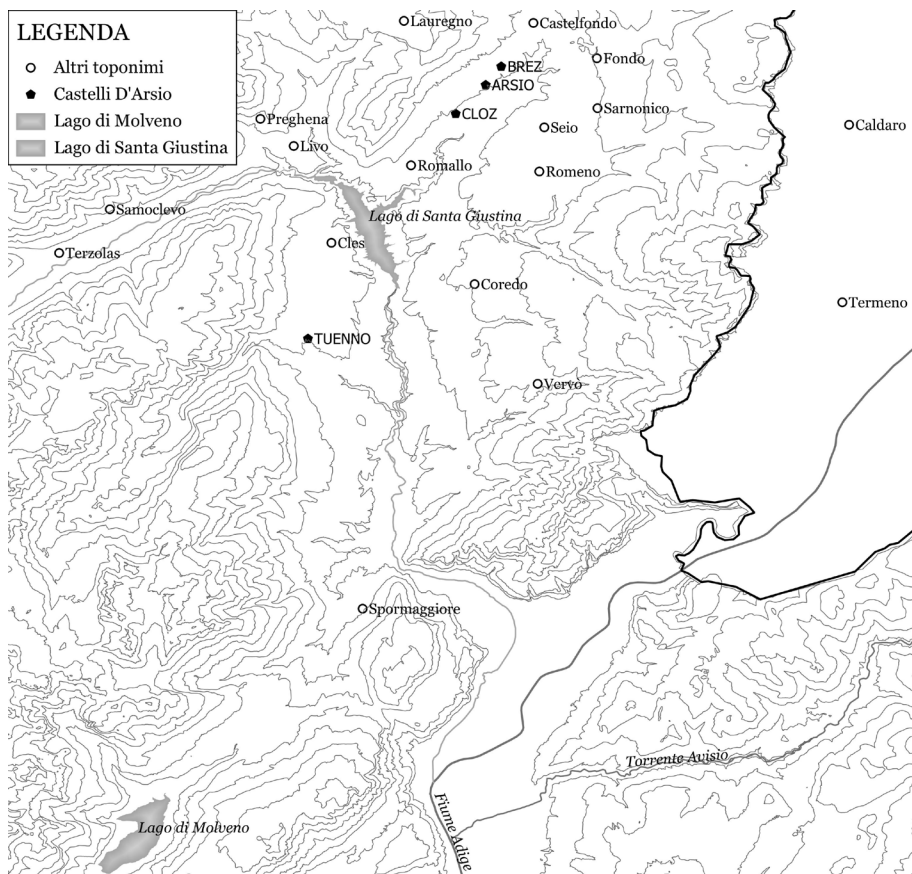 LEGENDA
Altri toponimi
Castelli D'Arsio
Lago di Molveno
Lago di Santa Giustina
Lauregno
Castelfondo
Fondo
BREZ
ARSIO
CLOZ
Sarnonico
Seio
Caldaro
Preghena
Livo
Romallo
Romeno
Samoclevo
Lago di Santa Giustina
Cles
Terzolas
Coredo
Termeno
TUENNO
Vervò
Spormaggiore
Torrente Avisio
Fiume Adige
Lago di Molveno